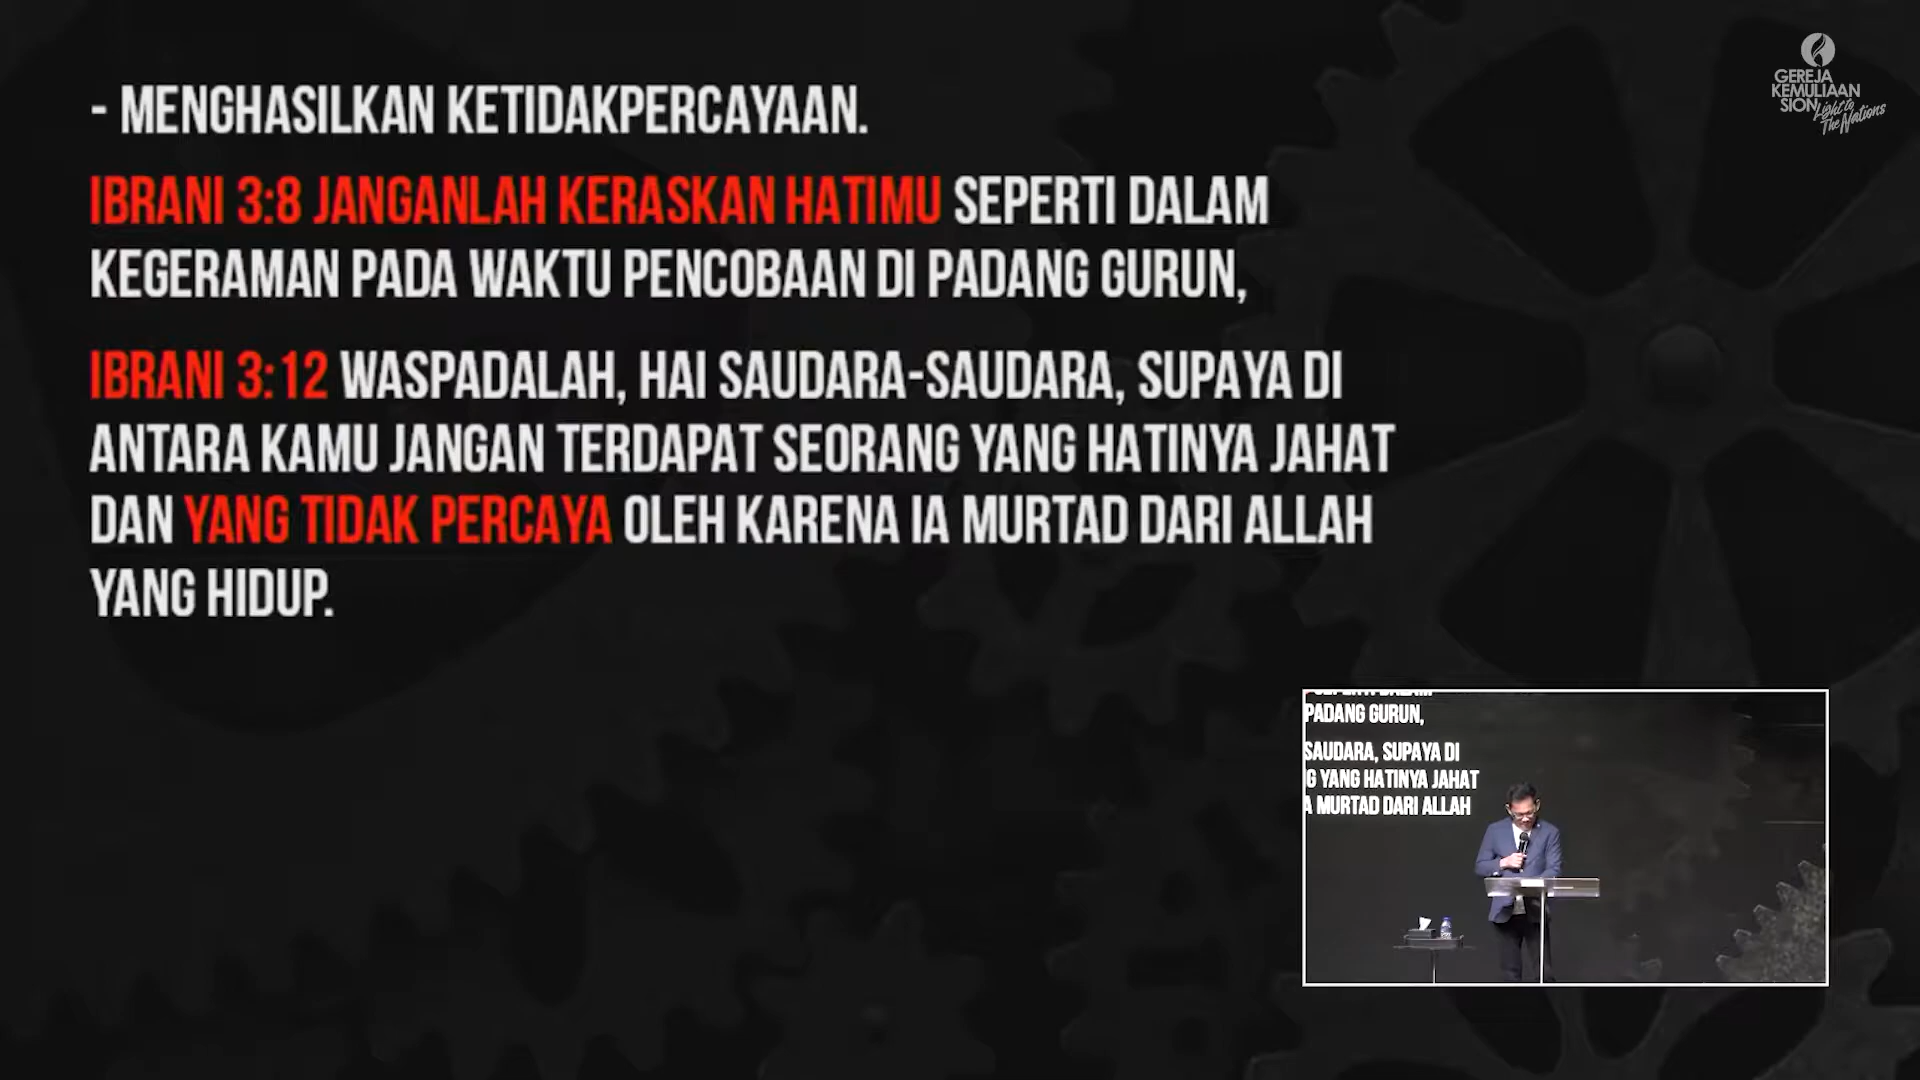 - MENGHASILKAN KETIDAKPERCAYAAN.
IBRANI 3:8 JANGANLAH KERASKAN HATIMU SEPERTI DALAM
KEGERAMAN PADA WAKTU PENCOBAAN DI PADANG GURUN,
IBRANI 3:12 WASPADALAH, HAI SAUDARA-SAUDARA, SUPAYA DI
ANTARA KAMU JANGAN TERDAPAT SEORANG YANG HATINYA JAHAT
DAN YANG TIDAK PERCAYA OLEH KARENA IA MURTAD DARI ALLAH
YANG HIDUP.
GEREJA
KEMULIAAN
SION
Light to
The Nations
PADANG GURUN,
SAUDARA, SUPAYA DI
G YANG HATINYA JAHAT
A MURTAD DARI ALLAH